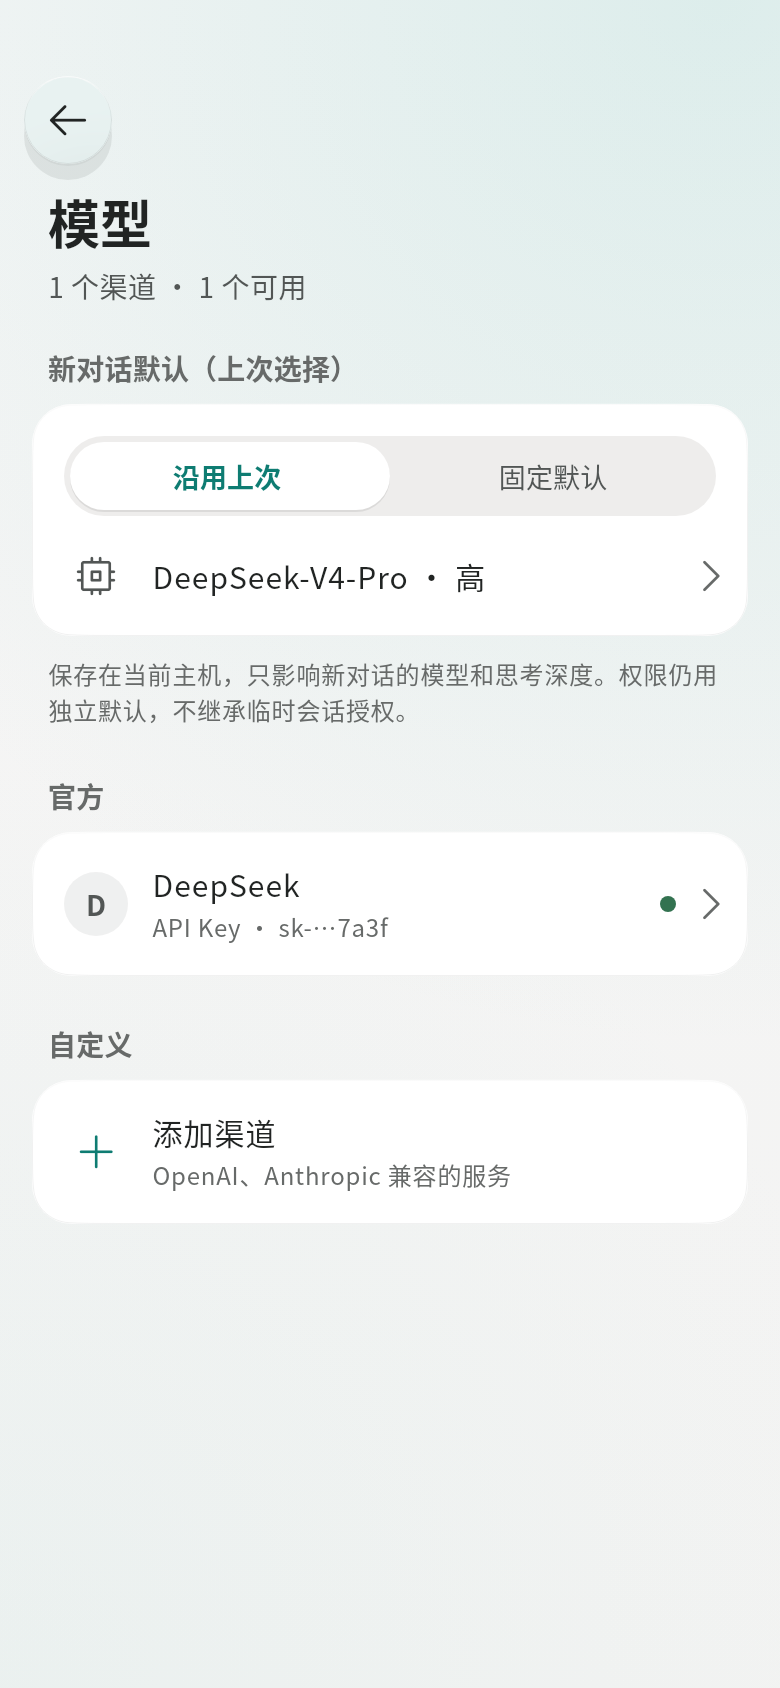 模型
1 个渠道 · 1 个可用
新对话默认（上次选择）
沿用上次
固定默认
DeepSeek-V4-Pro · 高
保存在当前主机，只影响新对话的模型和思考深度。权限仍用
独立默认，不继承临时会话授权。
官方
D
DeepSeek
API Key · sk-···7a3f
自定义
添加渠道
OpenAI、Anthropic 兼容的服务